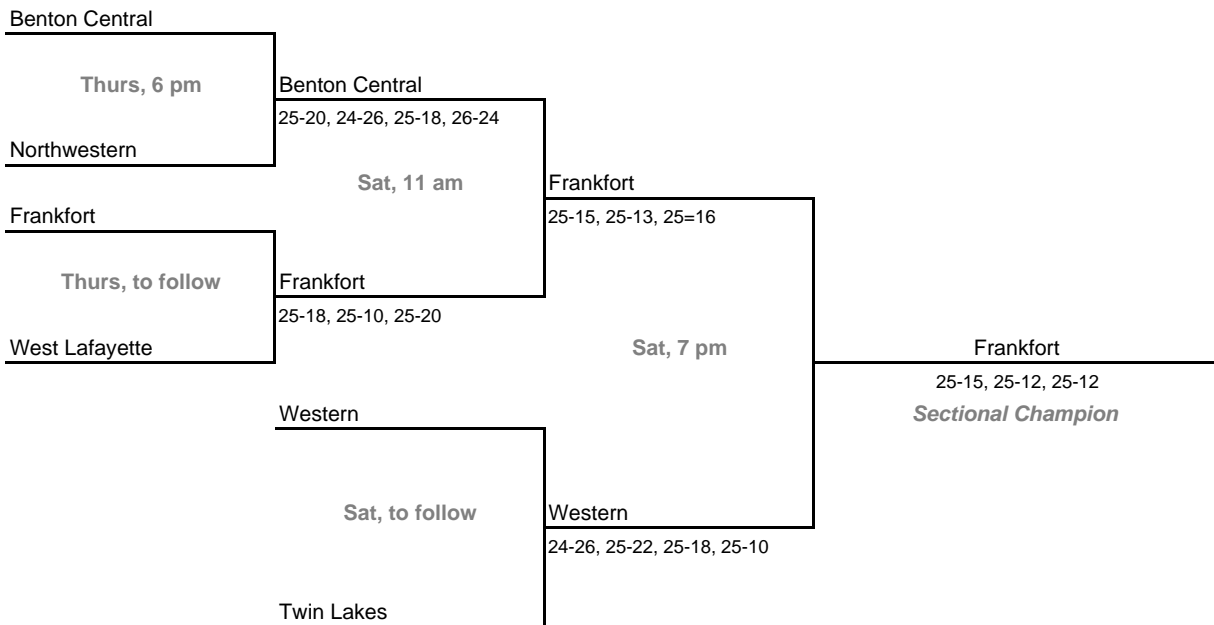 Benton Central
Thurs, 6 pm
Benton Central
25-20, 24-26, 25-18, 26-24
Northwestern
Sat, 11 am
Frankfort
25-15, 25-13, 25=16
Frankfort
Thurs, to follow
Frankfort
25-18, 25-10, 25-20
West Lafayette
Sat, 7 pm
Frankfort
25-15, 25-12, 25-12
Sectional Champion
Western
Sat, to follow
Western
24-26, 25-22, 25-18, 25-10
Twin Lakes